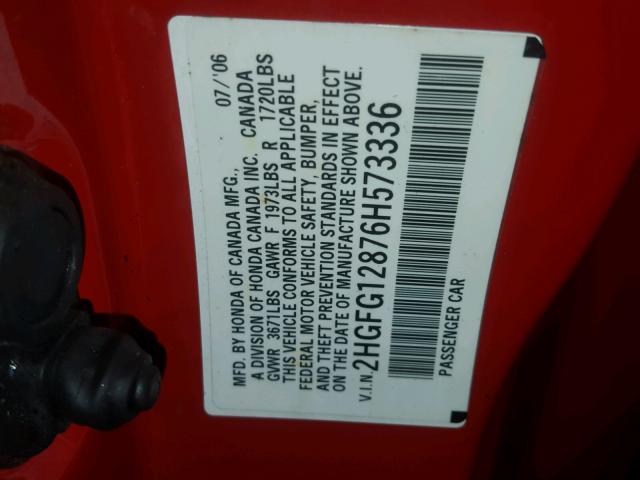 MFD. BY HONDA OF CANADA MFG., 07/'06
A DIVISION OF HONDA CANADA INC. CANADA
GVWR 3671LBS GAWR F 1973LBS R 1720LBS
THIS VEHICLE CONFORMS TO ALL APPLICABLE
FEDERAL MOTOR VEHICLE SAFETY, BUMPER,
AND THEFT PREVENTION STANDARDS IN EFFECT
ON THE DATE OF MANUFACTURE SHOWN ABOVE.
V.I.N. 2HGFG12876H573336
PASSENGER CAR